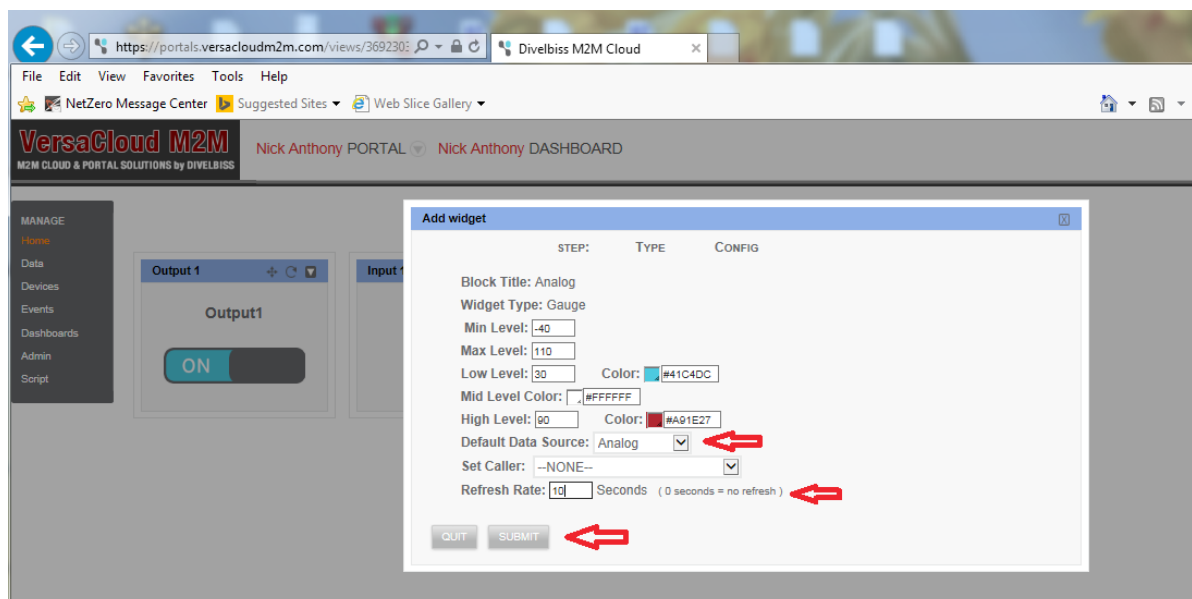 https://portals.versacloudm2m.com/views/369230
Divelbiss M2M Cloud
File Edit View Favorites Tools Help
NetZero Message Center Suggested Sites Web Slice Gallery
VersaCloud M2M
M2M CLOUD & PORTAL SOLUTIONS by DIVELBISS
Nick Anthony PORTAL Nick Anthony DASHBOARD
MANAGE
Home
Data
Devices
Events
Dashboards
Admin
Script
Output 1
Output1
ON
Input 1
Add widget
STEP: TYPE CONFIG
Block Title: Analog
Widget Type: Gauge
Min Level: -40
Max Level: 110
Low Level: 30 Color: #41C4DC
Mid Level Color: #FFFFFF
High Level: 90 Color: #A91E27
Default Data Source: Analog
Set Caller: --NONE--
Refresh Rate: 10 Seconds ( 0 seconds = no refresh )
QUIT SUBMIT